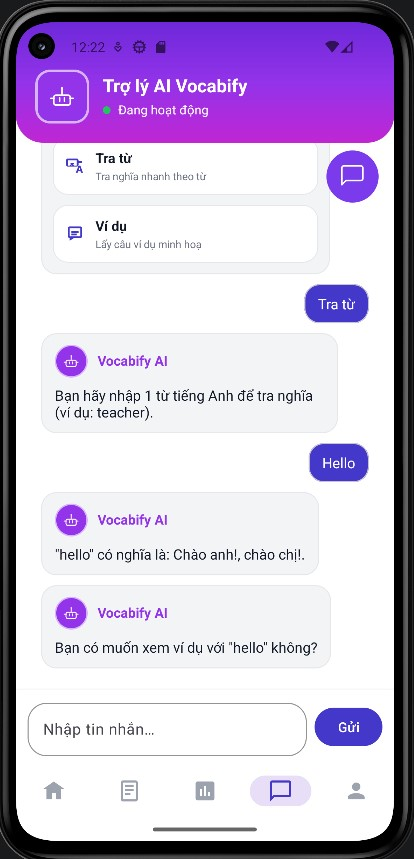 12:22
Trợ lý AI Vocabify
Đang hoạt động
Tra từ
Tra nghĩa nhanh theo từ
Ví dụ
Lấy câu ví dụ minh hoạ
Tra từ
Vocabify AI
Bạn hãy nhập 1 từ tiếng Anh để tra nghĩa
(ví dụ: teacher).
Hello
Vocabify AI
"hello" có nghĩa là: Chào anh!, chào chị!.
Vocabify AI
Bạn có muốn xem ví dụ với "hello" không?
Nhập tin nhắn...
Gửi